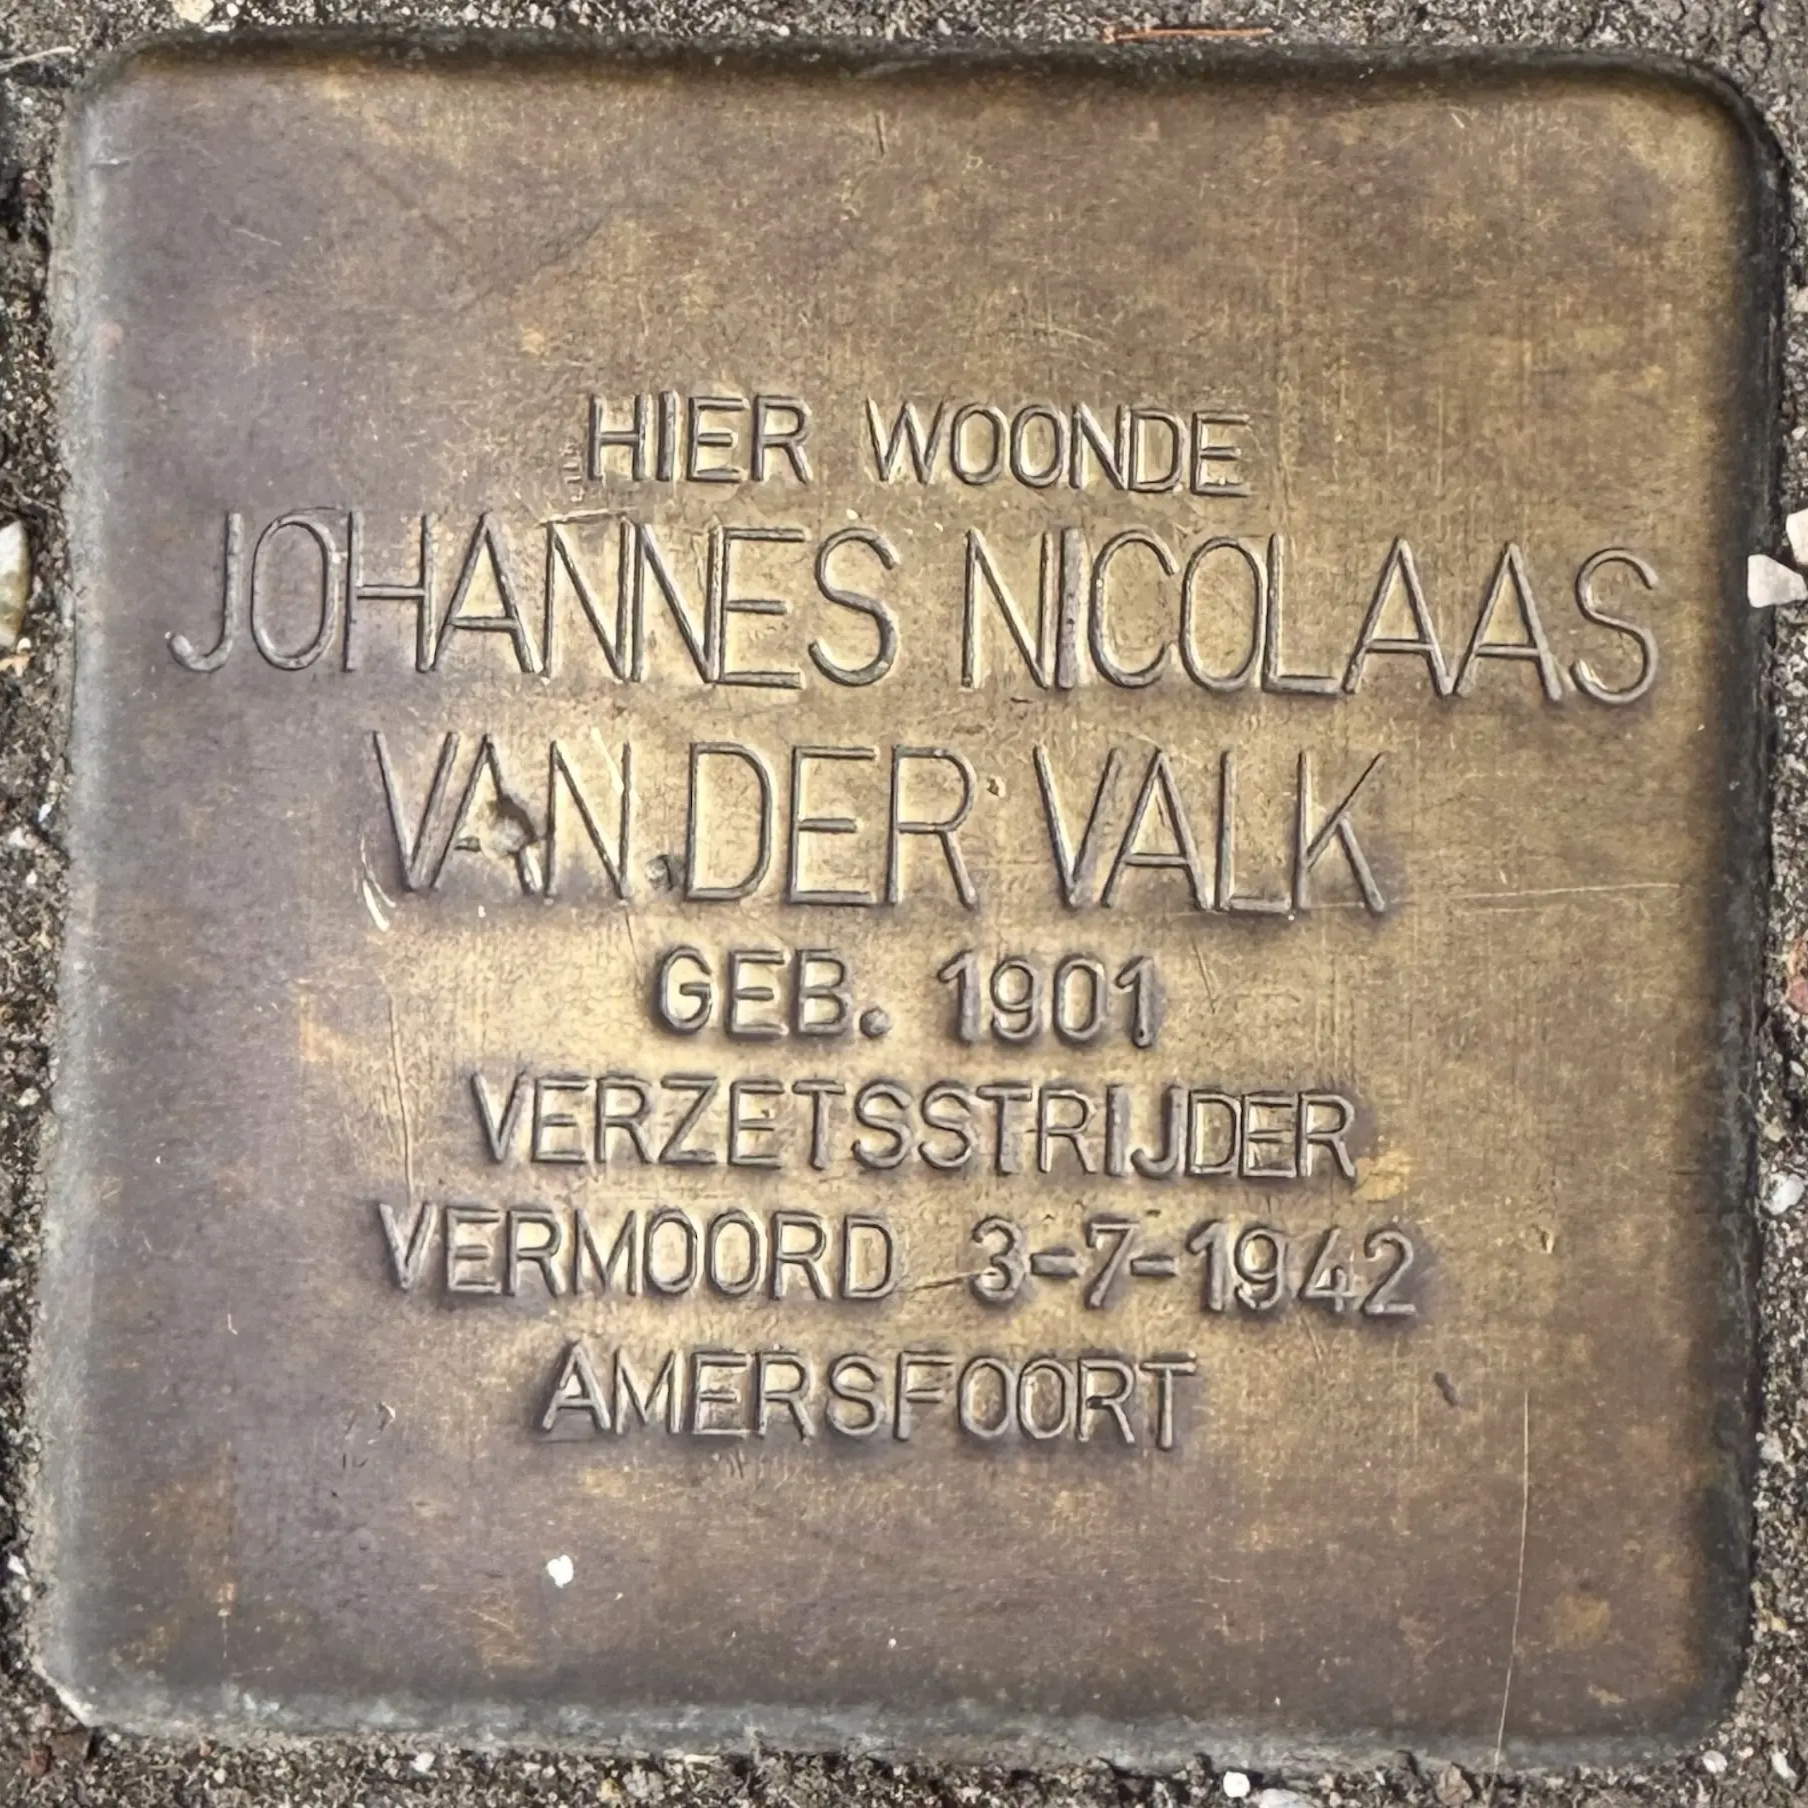 HIER WOONDE
JOHANNES NICOLAAS
VAN DER VALK
GEB. 1901
VERZETSSTRIJDER
VERMOORD 3-7-1942
AMERSFOORT